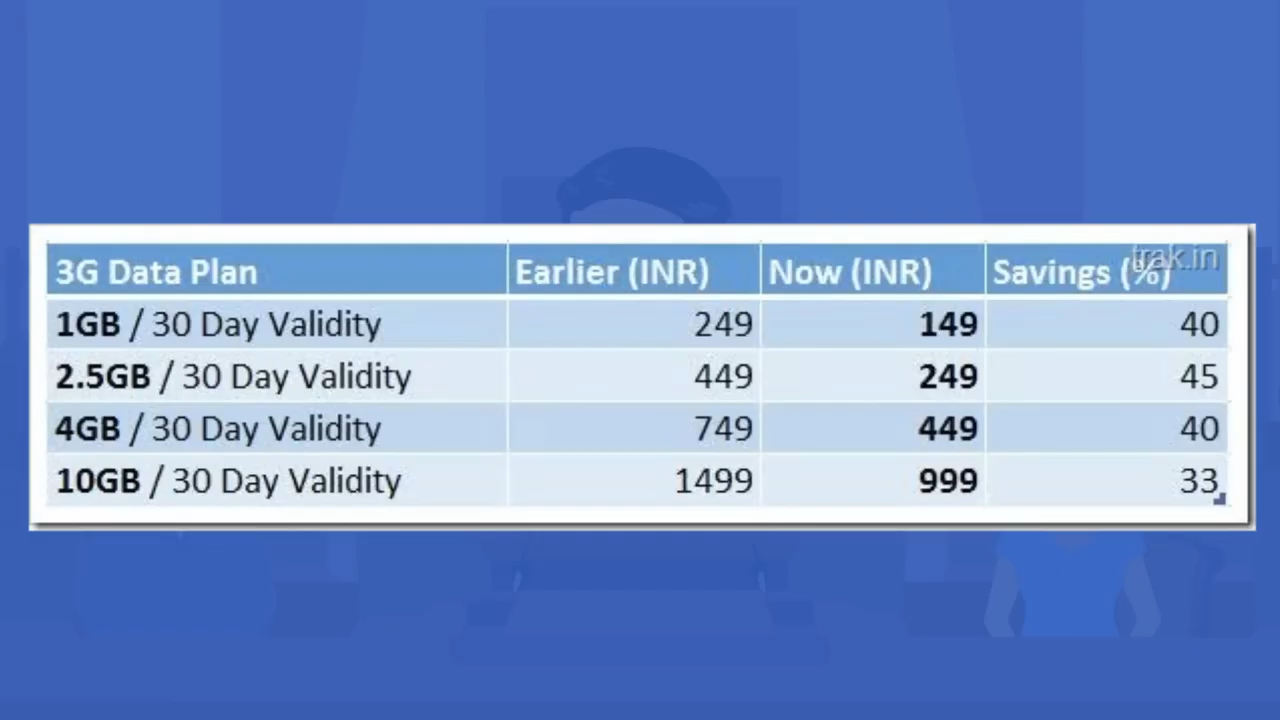 trak.in
3G Data Plan Earlier (INR) Now (INR) Savings (%)
1GB / 30 Day Validity 249 149 40
2.5GB / 30 Day Validity 449 249 45
4GB / 30 Day Validity 749 449 40
10GB / 30 Day Validity 1499 999 33